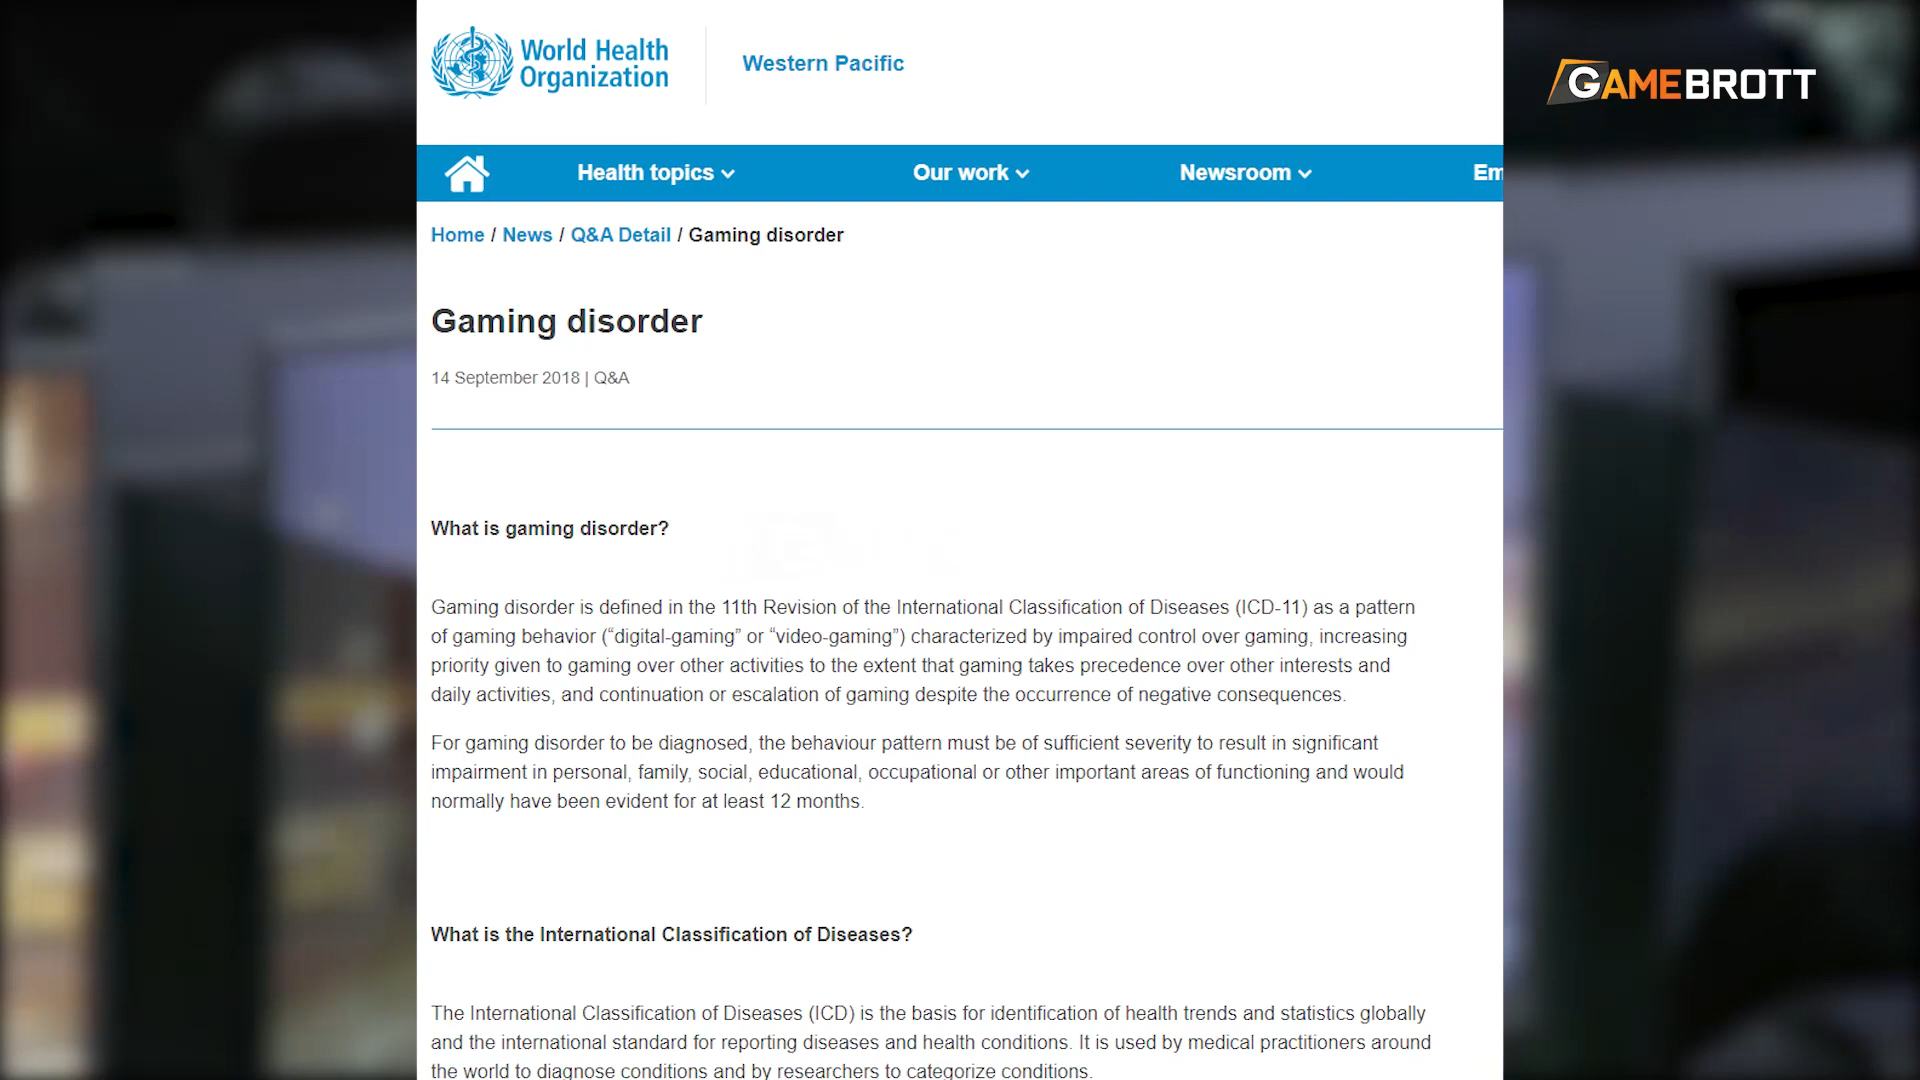 World Health
Organization
Western Pacific
GAMEBROTT
Health topics
Our work
Newsroom
Em
Home / News / Q&A Detail / Gaming disorder
Gaming disorder
14 September 2018 | Q&A
What is gaming disorder?
Gaming disorder is defined in the 11th Revision of the International Classification of Diseases (ICD-11) as a pattern
of gaming behavior (“digital-gaming” or “video-gaming”) characterized by impaired control over gaming, increasing
priority given to gaming over other activities to the extent that gaming takes precedence over other interests and
daily activities, and continuation or escalation of gaming despite the occurrence of negative consequences.
For gaming disorder to be diagnosed, the behaviour pattern must be of sufficient severity to result in significant
impairment in personal, family, social, educational, occupational or other important areas of functioning and would
normally have been evident for at least 12 months.
What is the International Classification of Diseases?
The International Classification of Diseases (ICD) is the basis for identification of health trends and statistics globally
and the international standard for reporting diseases and health conditions. It is used by medical practitioners around
the world to diagnose conditions and by researchers to categorize conditions.